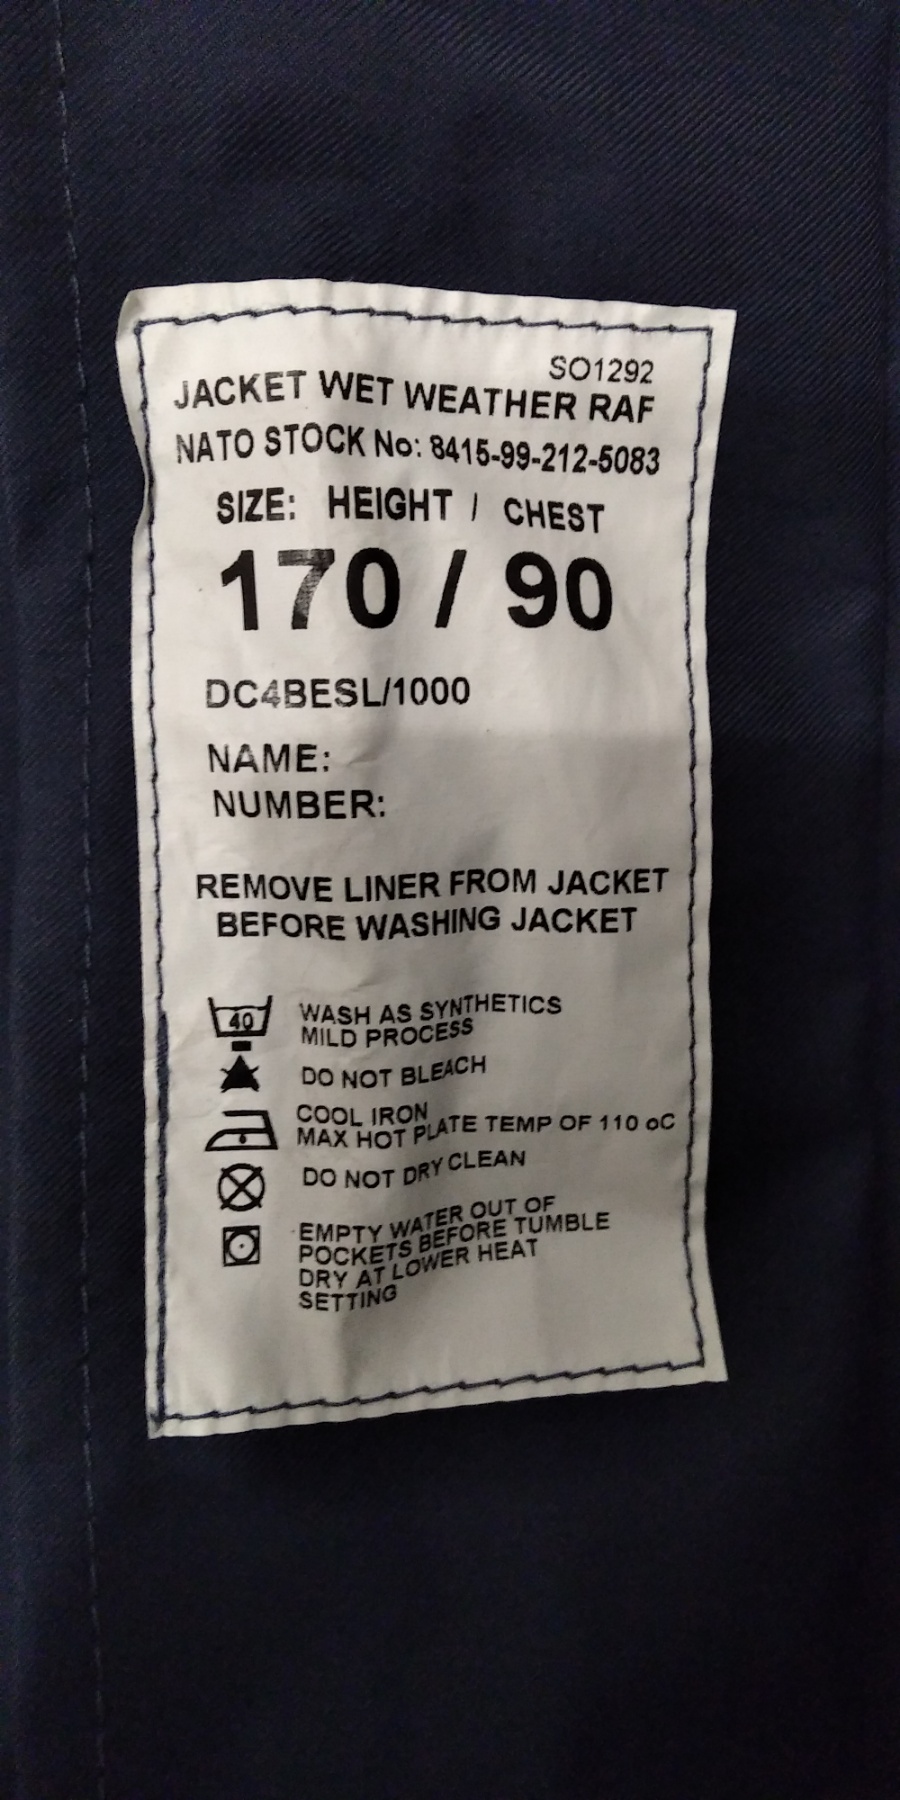 SO1292
JACKET WET WEATHER RAF
NATO STOCK No: 8415-99-212-5083
SIZE: HEIGHT / CHEST
170 / 90
DC4BESL/1000
NAME:
NUMBER:
REMOVE LINER FROM JACKET
BEFORE WASHING JACKET
40
WASH AS SYNTHETICS
MILD PROCESS
DO NOT BLEACH
COOL IRON
MAX HOT PLATE TEMP OF 110 oC
DO NOT DRY CLEAN
EMPTY WATER OUT OF
POCKETS BEFORE TUMBLE
DRY AT LOWER HEAT
SETTING